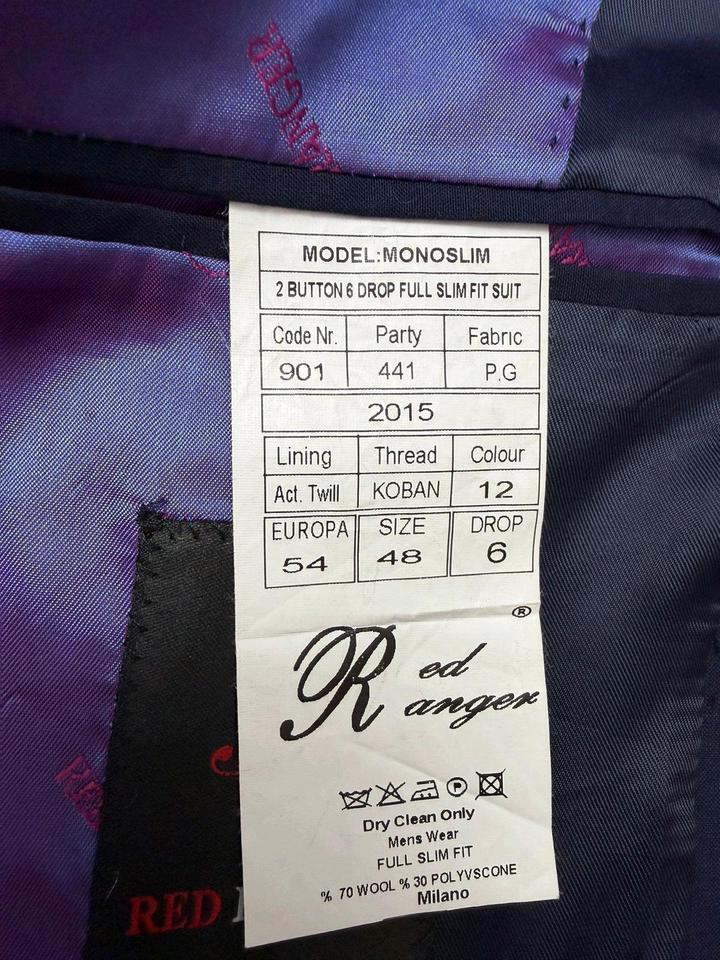 MODEL:MONOSLIM
2 BUTTON 6 DROP FULL SLIM FIT SUIT
Code Nr. Party Fabric
901 441 P.G
2015
Lining Thread Colour
Act. Twill KOBAN 12
EUROPA SIZE DROP
54 48 6
®
Red
Ranger
Dry Clean Only
Mens Wear
FULL SLIM FIT
% 70 WOOL % 30 POLYVSCONE
Milano
RED